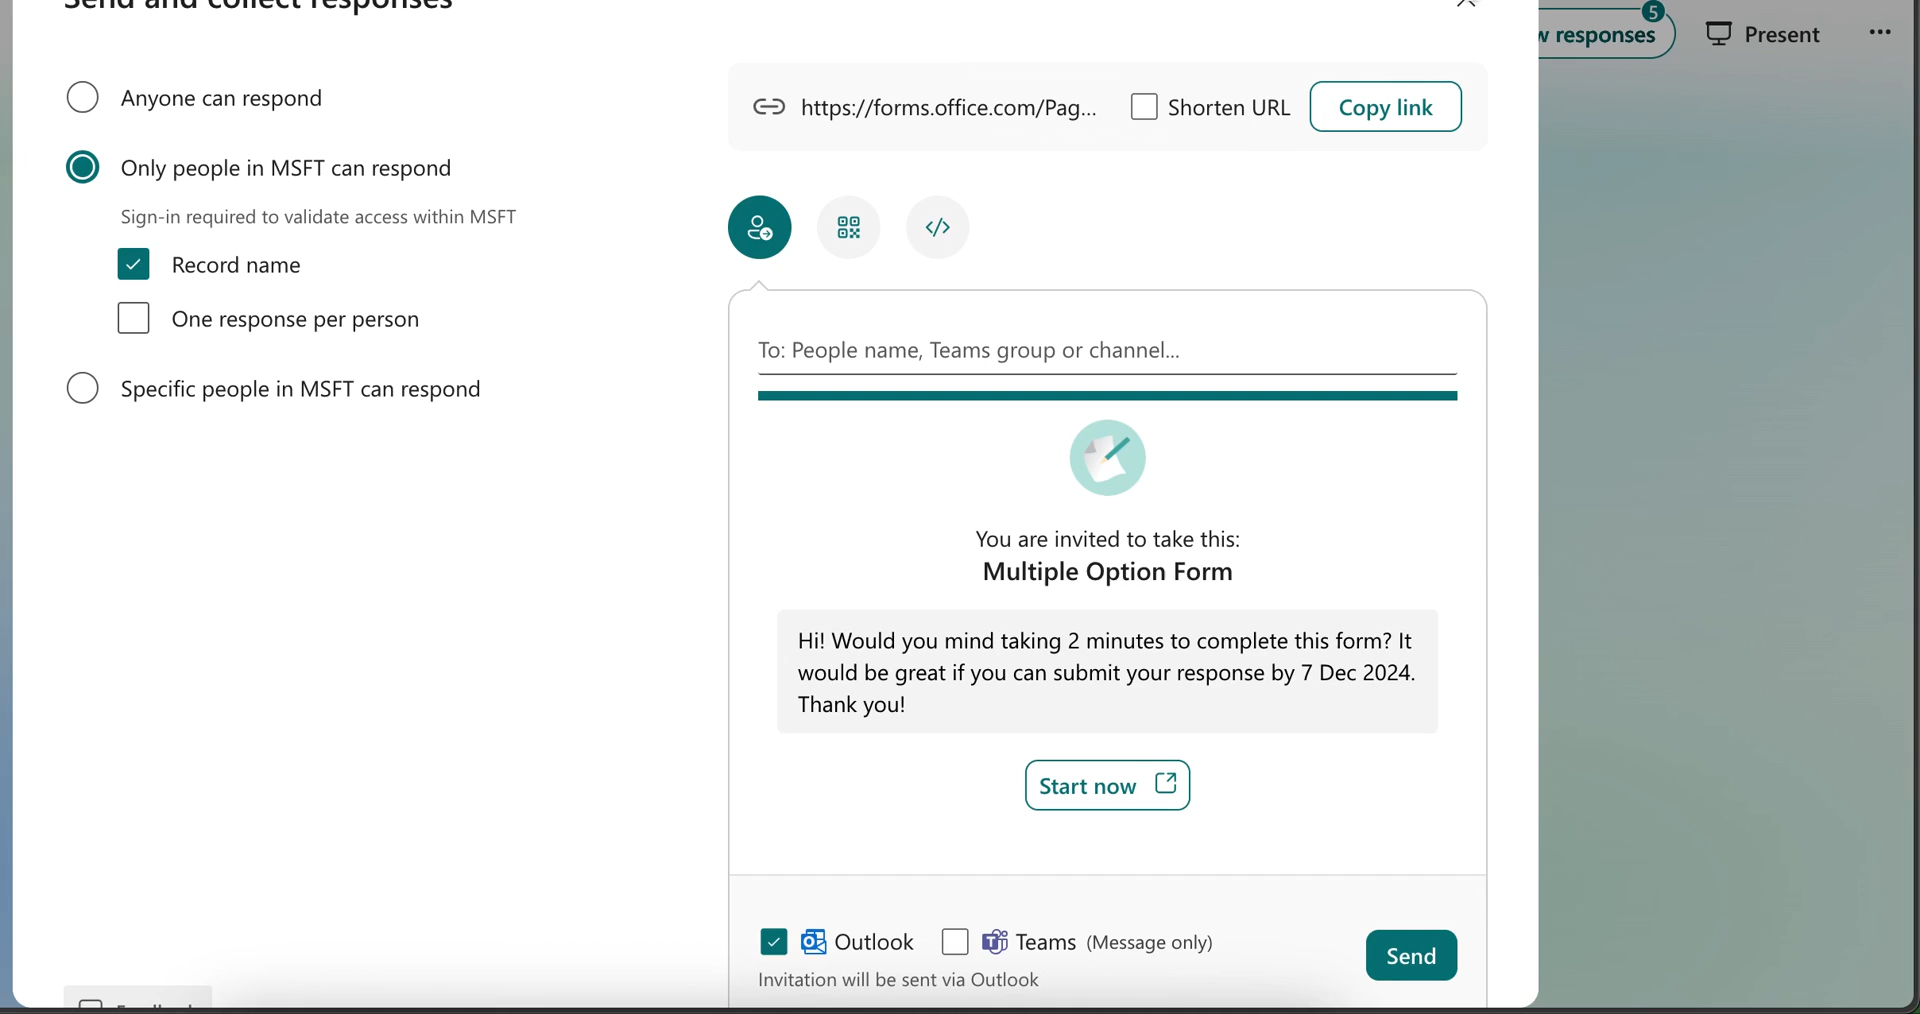 Send and collect responses
5
w responses
Present
Anyone can respond
https://forms.office.com/Pag...
Shorten URL
Copy link
Only people in MSFT can respond
Sign-in required to validate access within MSFT
Record name
One response per person
Specific people in MSFT can respond
To: People name, Teams group or channel...
You are invited to take this:
Multiple Option Form
Hi! Would you mind taking 2 minutes to complete this form? It
would be great if you can submit your response by 7 Dec 2024.
Thank you!
Start now
Outlook
Teams (Message only)
Send
Invitation will be sent via Outlook